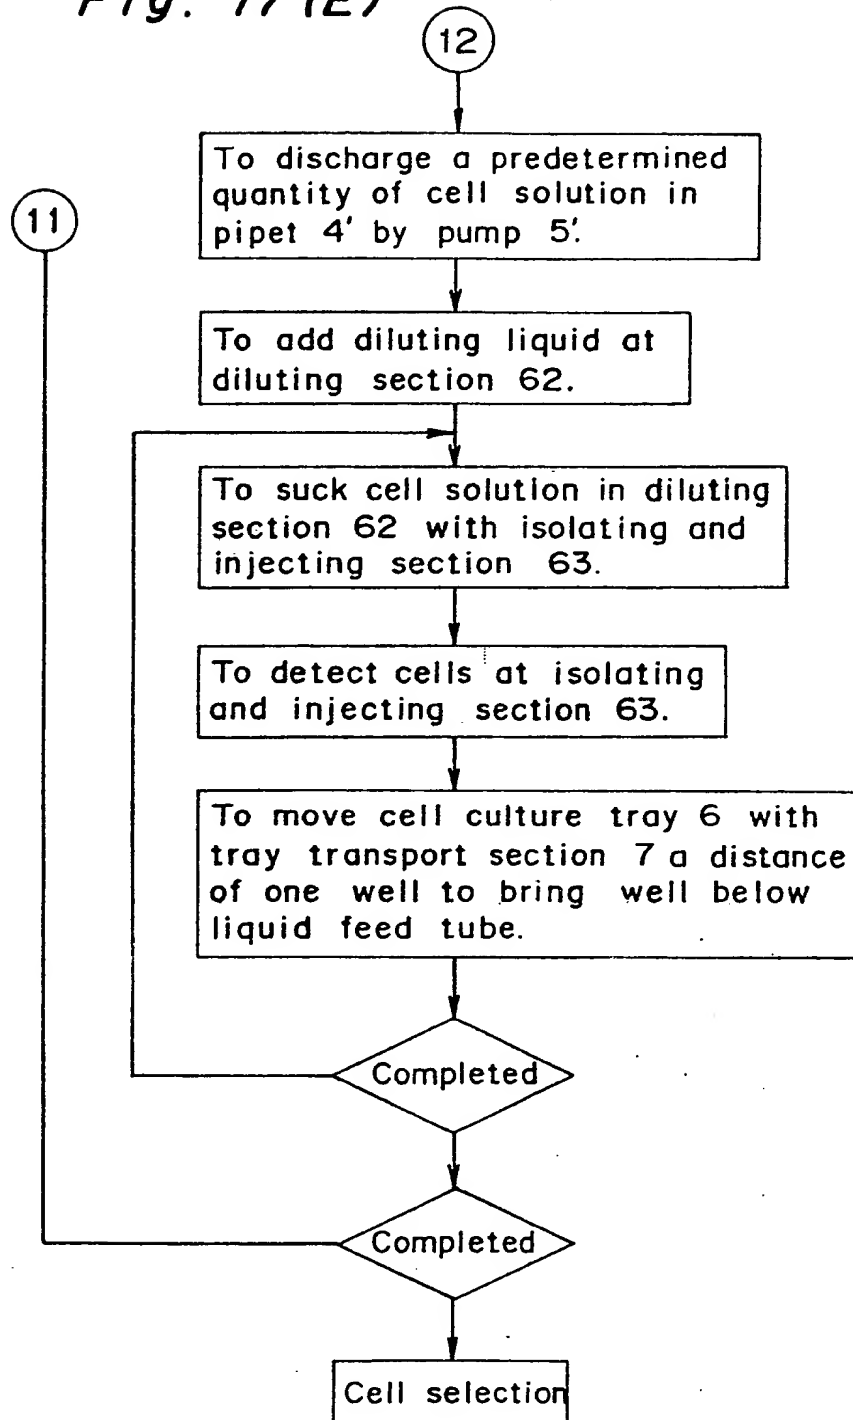 Fig. 17 (E)
12
To discharge a predetermined
quantity of cell solution in
pipet 4' by pump 5'.
11
To add diluting liquid at
diluting section 62.
To suck cell solution in diluting
section 62 with isolating and
injecting section 63.
To detect cells at isolating
and injecting section 63.
To move cell culture tray 6 with
tray transport section 7 a distance
of one well to bring well below
liquid feed tube.
Completed
Completed
Cell selection